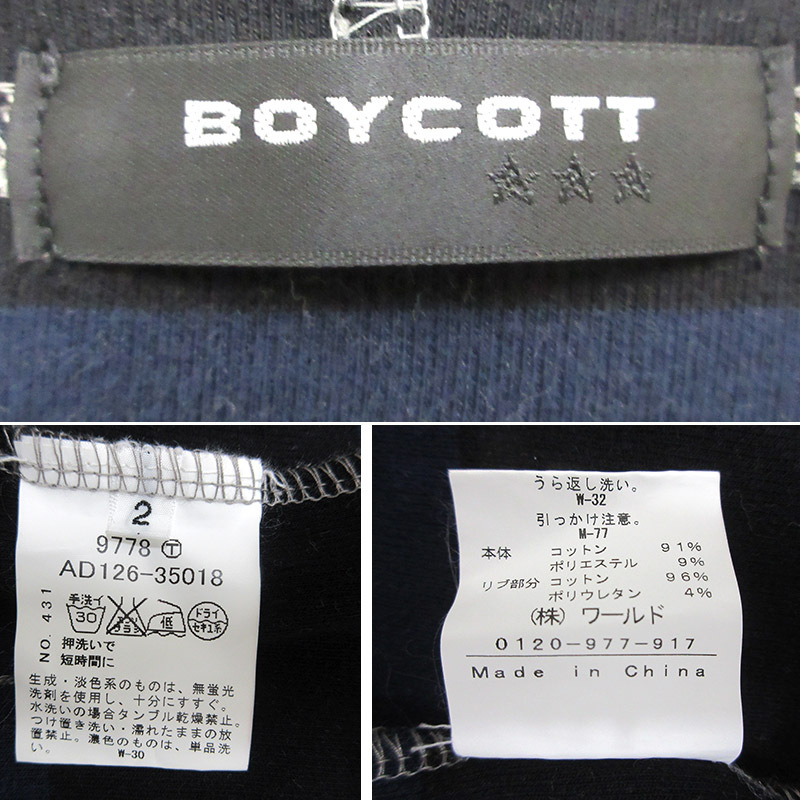 BOYCOTT
2
9778 Ⓣ
AD126-35018
NO. 431
手洗イ
30
エンソサラシ
低
ドライ
セキユ系
押洗いで
短時間に
生成・淡色系のものは、無蛍光
洗剤を使用し、十分にすすぐ。
水洗いの場合タンブル乾燥禁止。
つけ置き洗い・濡れたままの放
置禁止。濃色のものは、単品洗
い。
W-30
うら返し洗い。
W-32
引っかけ注意。
M-77
本体 コットン 91%
ポリエステル 9%
リブ部分 コットン 96%
ポリウレタン 4%
(株) ワールド
0120-977-917
Made in China